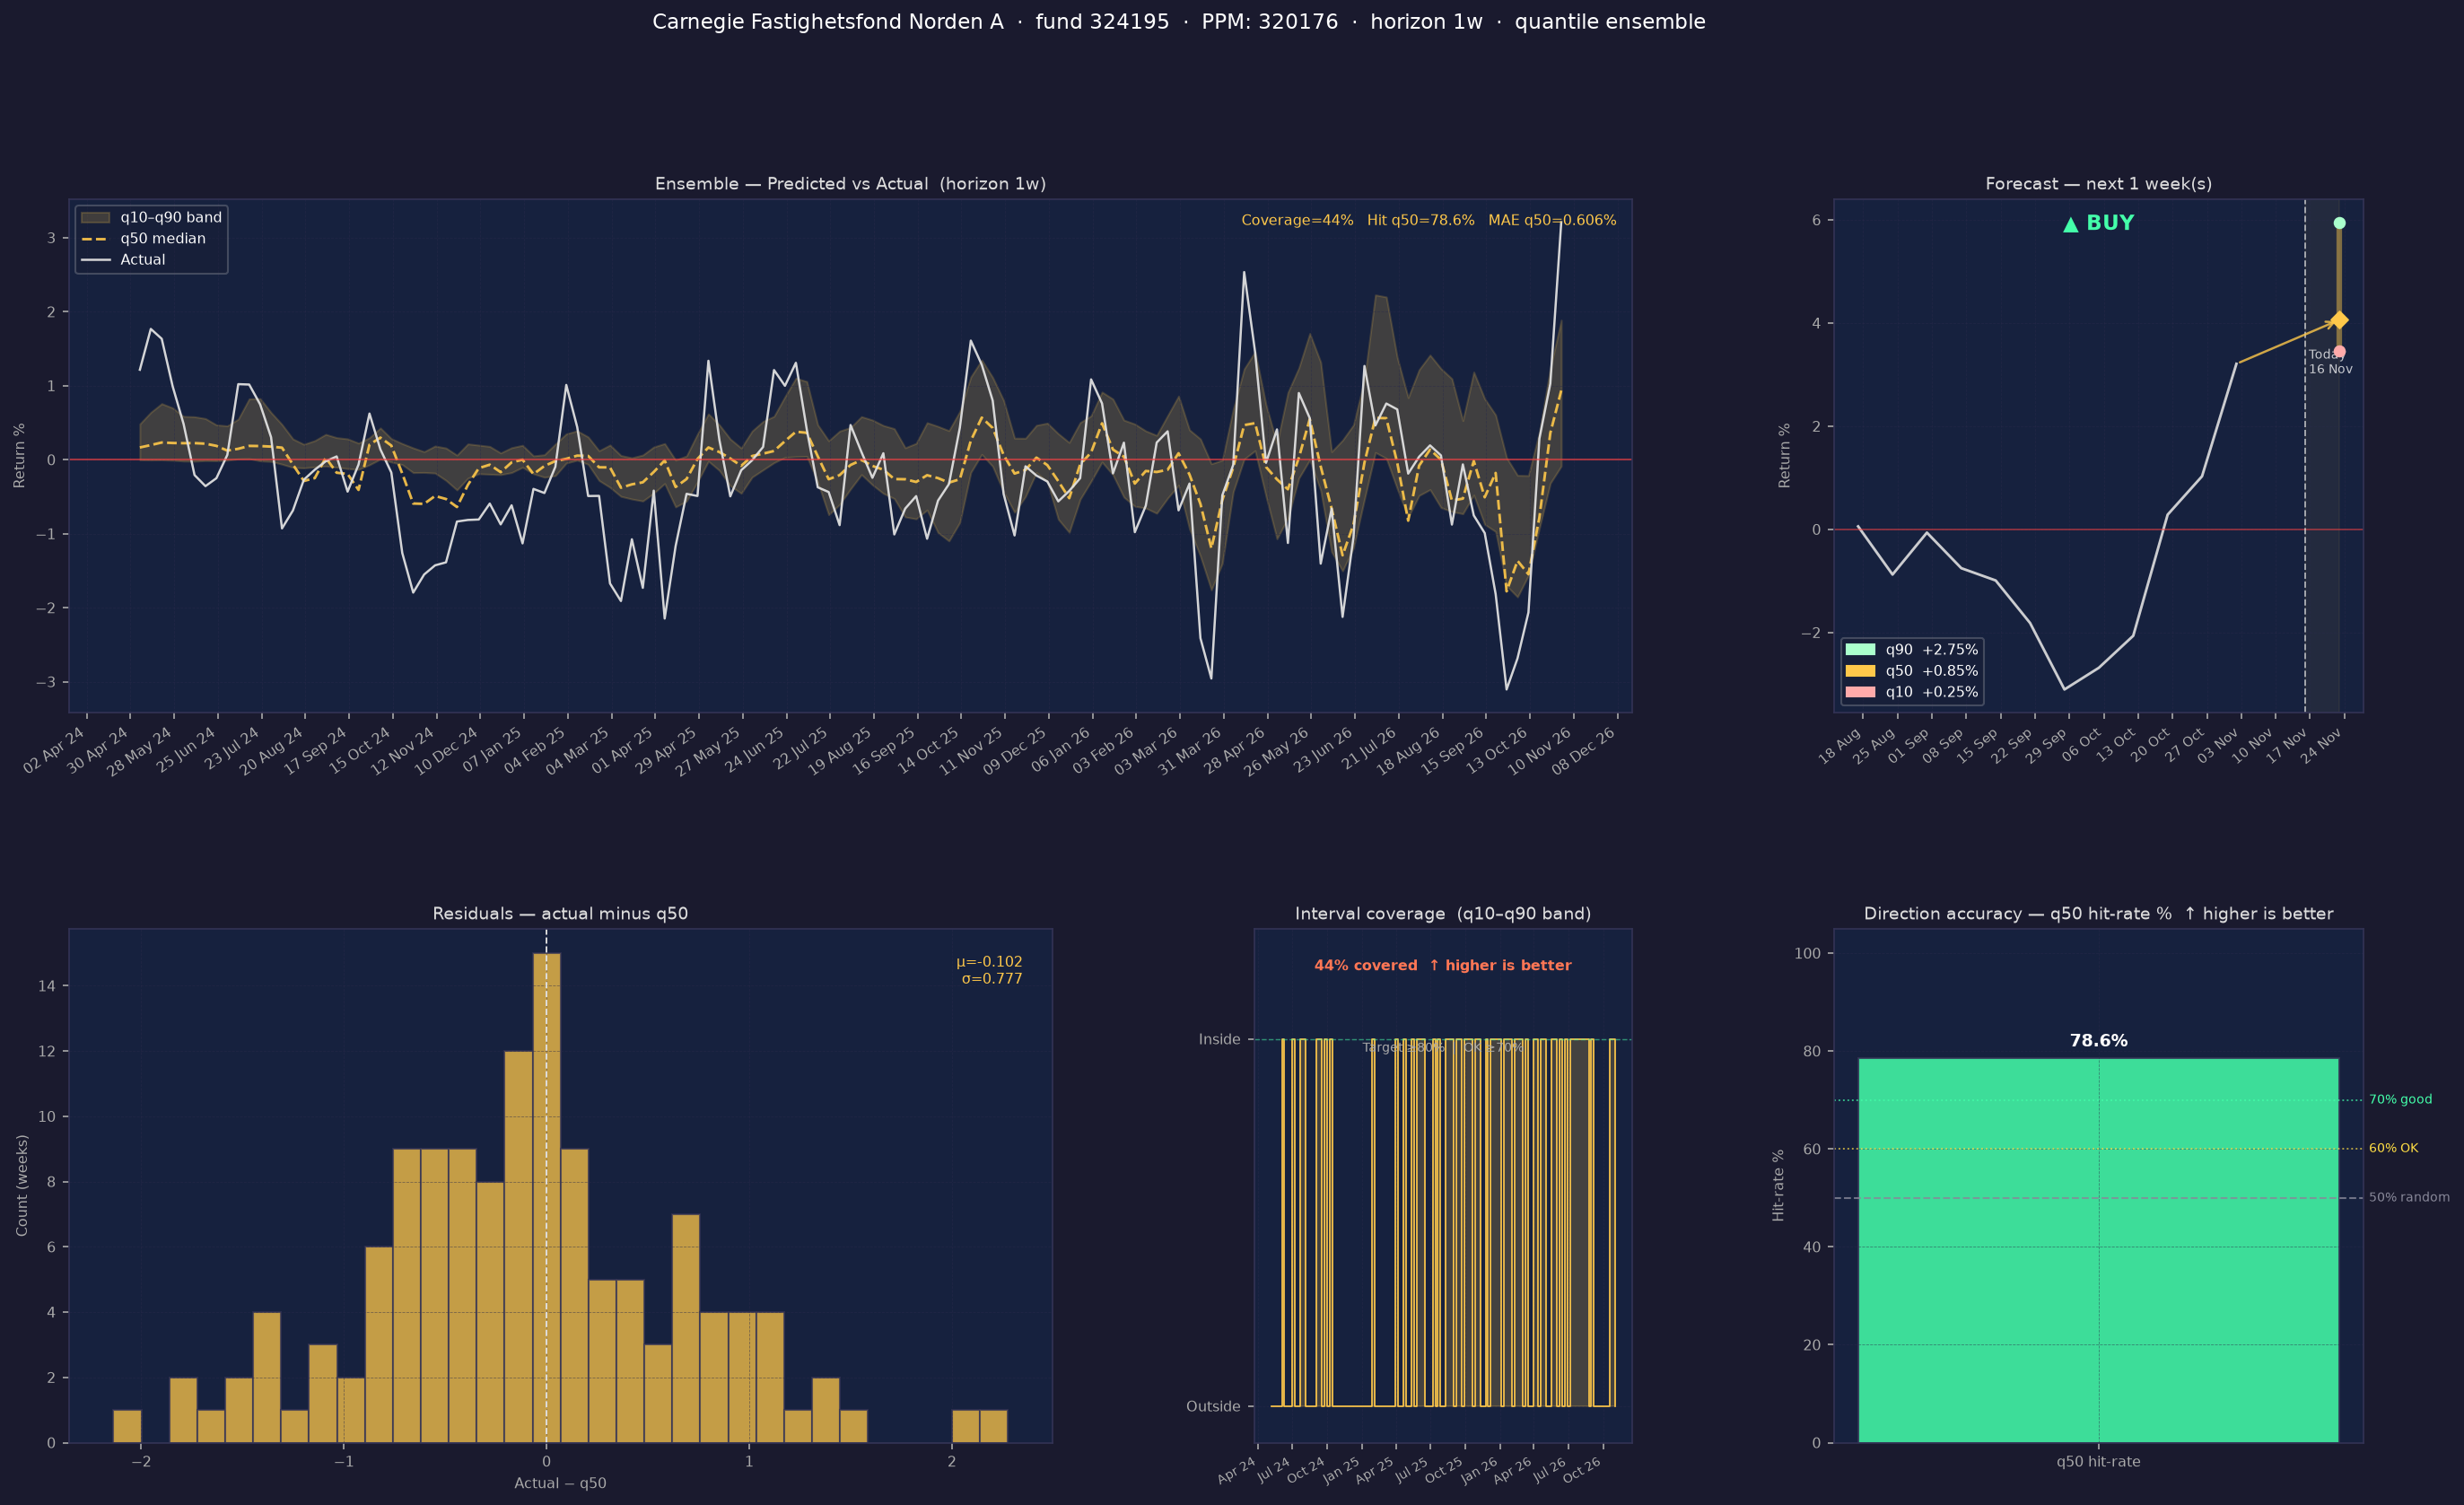 Carnegie Fastighetsfond Norden A  ·  fund 324195  ·  PPM: 320176  ·  horizon 1w  ·  quantile ensemble
Ensemble — Predicted vs Actual  (horizon 1w)
q10–q90 band
q50 median
Actual
Coverage=44%   Hit q50=78.6%   MAE q50=0.606%
Return %
3
2
1
0
−1
−2
−3
02 Apr 24
30 Apr 24
28 May 24
25 Jun 24
23 Jul 24
20 Aug 24
17 Sep 24
15 Oct 24
12 Nov 24
10 Dec 24
07 Jan 25
04 Feb 25
04 Mar 25
01 Apr 25
29 Apr 25
27 May 25
24 Jun 25
22 Jul 25
19 Aug 25
16 Sep 25
14 Oct 25
11 Nov 25
09 Dec 25
06 Jan 26
03 Feb 26
03 Mar 26
31 Mar 26
28 Apr 26
26 May 26
23 Jun 26
21 Jul 26
18 Aug 26
15 Sep 26
13 Oct 26
10 Nov 26
08 Dec 26
Forecast — next 1 week(s)
▲ BUY
Return %
6
4
2
0
−2
Today
16 Nov
q90  +2.75%
q50  +0.85%
q10  +0.25%
18 Aug
25 Aug
01 Sep
08 Sep
15 Sep
22 Sep
29 Sep
06 Oct
13 Oct
20 Oct
27 Oct
03 Nov
10 Nov
17 Nov
24 Nov
Residuals — actual minus q50
μ=-0.102
σ=0.777
Count (weeks)
14
12
10
8
6
4
2
0
−2
−1
0
1
2
Actual − q50
Interval coverage  (q10–q90 band)
44% covered  ↑ higher is better
Inside
Outside
Apr 24
Jul 24
Oct 24
Jan 25
Apr 25
Jul 25
Oct 25
Jan 26
Apr 26
Jul 26
Oct 26
Direction accuracy — q50 hit-rate %  ↑ higher is better
78.6%
Hit-rate %
100
80
60
40
20
0
70% good
60% OK
50% random
q50 hit-rate